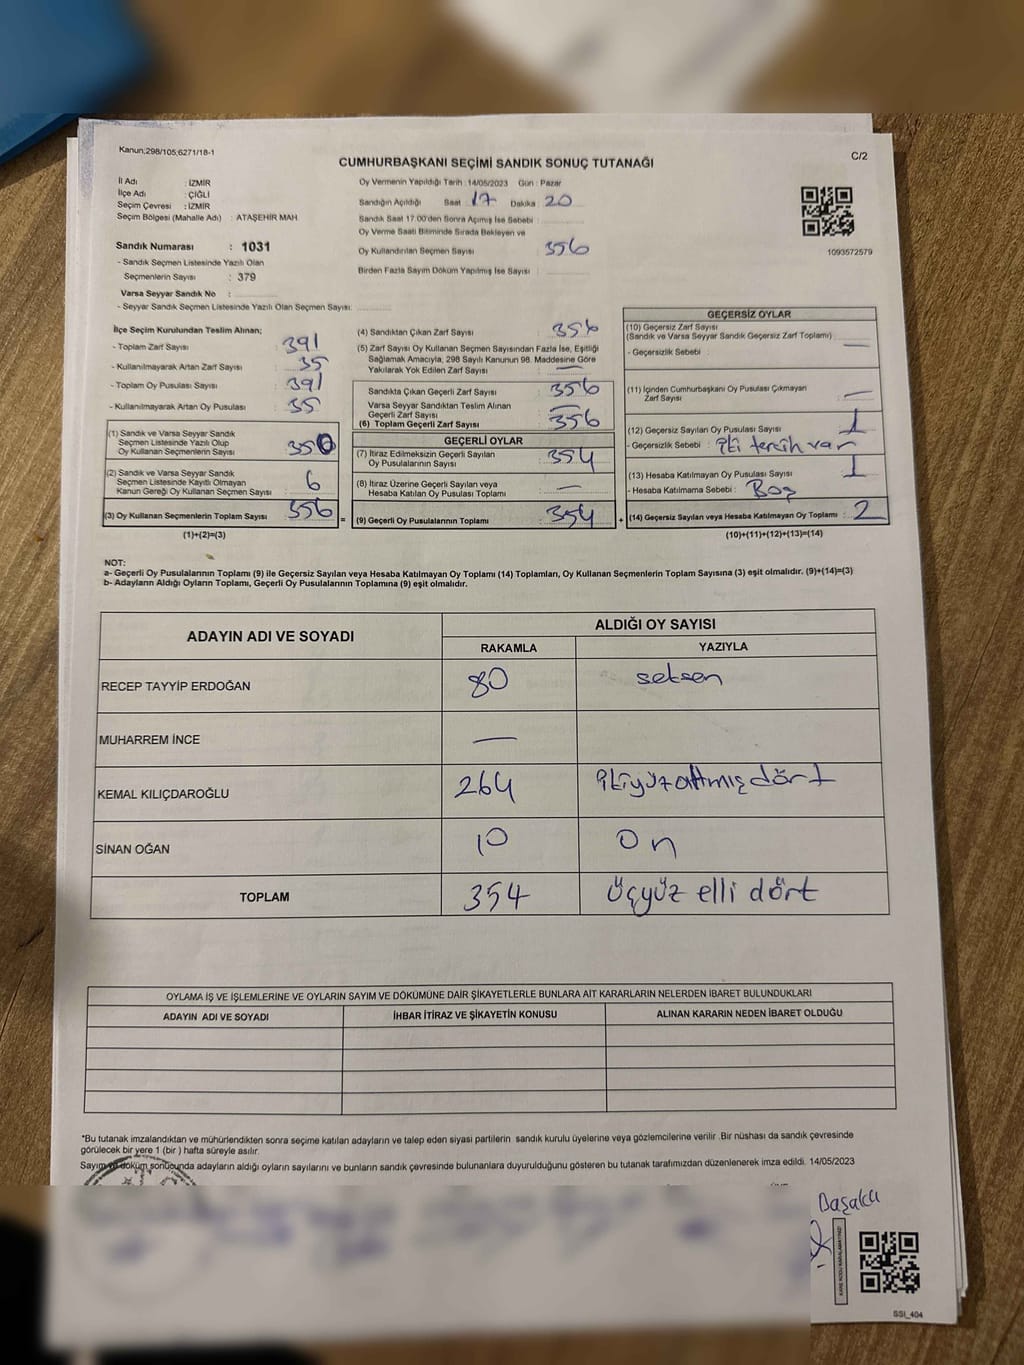 Kanun;298/105;6271/18-1
C/2
CUMHURBAŞKANI SEÇİMİ SANDIK SONUÇ TUTANAĞI
İl Adı : İZMİR
İlçe Adı : ÇİĞLİ
Seçim Çevresi : İZMİR
Seçim Bölgesi (Mahalle Adı) : ATAŞEHİR MAH
Sandık Numarası : 1031
- Sandık Seçmen Listesinde Yazılı Olan
Seçmenlerin Sayısı : 379
Varsa Seyyar Sandık No :
- Seyyar Sandık Seçmen Listesinde Yazılı Olan Seçmen Sayısı:
Oy Vermenin Yapıldığı Tarih : 14/05/2023 Gün : Pazar
Sandığın Açıldığı Saat : 17 Dakika : 20
Sandık Saat 17:00'den Sonra Açımış İse Sebebi :
Oy Verme Saati Bitiminde Sırada Bekleyen ve
Oy Kullandırılan Seçmen Sayısı : 356
Birden Fazla Sayım Döküm Yapılmış İse Sayısı :
1093572579
İlçe Seçim Kurulundan Teslim Alınan;
- Toplam Zarf Sayısı : 391
- Kullanılmayarak Artan Zarf Sayısı : 35
- Toplam Oy Pusulası Sayısı : 391
- Kullanılmayarak Artan Oy Pusulası : 35
(1) Sandık ve Varsa Seyyar Sandık
Seçmen Listesinde Yazılı Olup
Oy Kullanan Seçmenlerin Sayısı : 350
(2) Sandık ve Varsa Seyyar Sandık
Seçmen Listesinde Kayıtlı Olmayan
Kanun Gereği Oy Kullanan Seçmen Sayısı : 6
(3) Oy Kullanan Seçmenlerin Toplam Sayısı : 356 =
(1)+(2)=(3)
(4) Sandıktan Çıkan Zarf Sayısı : 356
(5) Zarf Sayısı Oy Kullanan Seçmen Sayısından Fazla İse, Eşitliği
Sağlamak Amacıyla, 298 Sayılı Kanunun 98. Maddesine Göre
Yakılarak Yok Edilen Zarf Sayısı : —
Sandıkta Çıkan Geçerli Zarf Sayısı : 356
Varsa Seyyar Sandıktan Teslim Alınan
Geçerli Zarf Sayısı : —
(6) Toplam Geçerli Zarf Sayısı : 356
GEÇERLİ OYLAR
(7) İtiraz Edilmeksizin Geçerli Sayılan
Oy Pusulalarının Sayısı : 354
(8) İtiraz Üzerine Geçerli Sayılan veya
Hesaba Katılan Oy Pusulası Toplamı : —
(9) Geçerli Oy Pusulalarının Toplamı : 354 +
GEÇERSİZ OYLAR
(10) Geçersiz Zarf Sayısı
(Sandık ve Varsa Seyyar Sandık Geçersiz Zarf Toplamı) : —
- Geçersizlik Sebebi :
(11) İçinden Cumhurbaşkanı Oy Pusulası Çıkmayan
Zarf Sayısı : —
(12) Geçersiz Sayılan Oy Pusulası Sayısı : 1
- Geçersizlik Sebebi : iki tercih var
(13) Hesaba Katılmayan Oy Pusulası Sayısı : 1
- Hesaba Katılmama Sebebi : Boş
(14) Geçersiz Sayılan veya Hesaba Katılmayan Oy Toplamı : 2
(10)+(11)+(12)+(13)=(14)
NOT:
a- Geçerli Oy Pusulalarının Toplamı (9) ile Geçersiz Sayılan veya Hesaba Katılmayan Oy Toplamı (14) Toplamları, Oy Kullanan Seçmenlerin Toplam Sayısına (3) eşit olmalıdır. (9)+(14)=(3)
b- Adayların Aldığı Oyların Toplamı, Geçerli Oy Pusulalarının Toplamına (9) eşit olmalıdır.
ADAYIN ADI VE SOYADI
ALDIĞI OY SAYISI
RAKAMLA YAZIYLA
RECEP TAYYİP ERDOĞAN 80 seksen
MUHARREM İNCE —
KEMAL KILIÇDAROĞLU 264 ikiyüzaltmışdört
SİNAN OĞAN 10 On
TOPLAM 354 üçyüz elli dört
OYLAMA İŞ VE İŞLEMLERİNE VE OYLARIN SAYIM VE DÖKÜMÜNE DAİR ŞİKAYETLERLE BUNLARA AİT KARARLARIN NELERDEN İBARET BULUNDUKLARI
ADAYIN ADI VE SOYADI İHBAR İTİRAZ VE ŞİKAYETİN KONUSU ALINAN KARARIN NEDEN İBARET OLDUĞU
*Bu tutanak imzalandıktan ve mühürlendikten sonra seçime katılan adayların ve talep eden siyasi partilerin sandık kurulu üyelerine veya gözlemcilerine verilir .Bir nüshası da sandık çevresinde
görülecek bir yere 1 (bir ) hafta süreyle asılır.
Sayım ve döküm sonucunda adayların aldığı oyların sayılarını ve bunların sandık çevresinde bulunanlara duyurulduğunu gösteren bu tutanak tarafımızdan düzenlenerek imza edildi. 14/05/2023
SSI_404